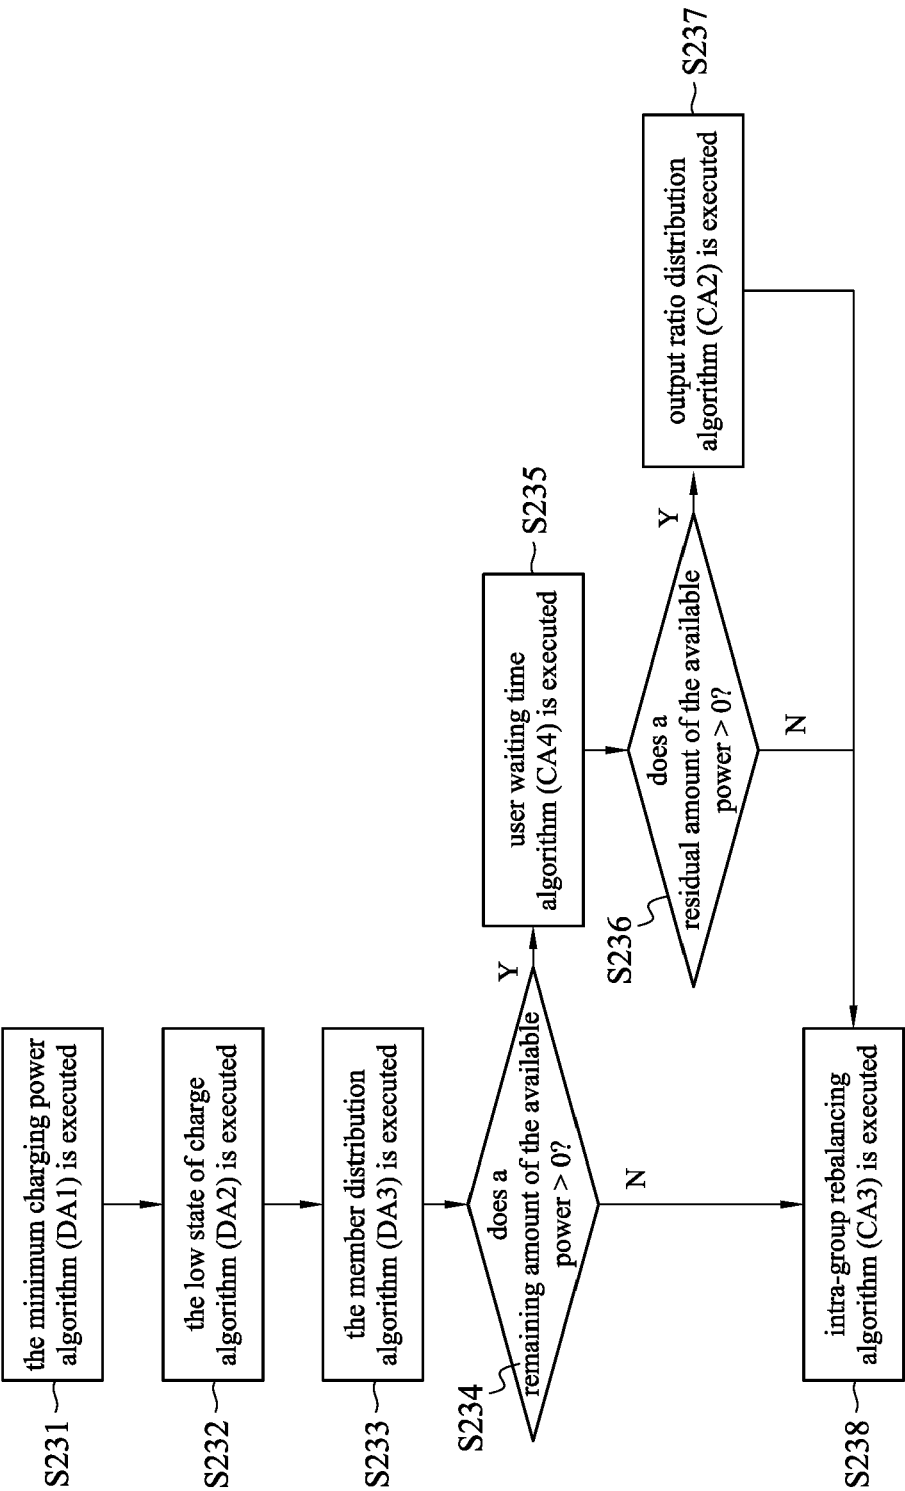 S231
the minimum charging power
algorithm (DA1) is executed
S232
the low state of charge
algorithm (DA2) is executed
S233
the member distribution
algorithm (DA3) is executed
S234
does a
remaining amount of the available
power > 0?
Y
N
user waiting time
algorithm (CA4) is executed
S235
S236
does a
residual amount of the available
power > 0?
Y
N
output ratio distribution
algorithm (CA2) is executed
S237
S238
intra-group rebalancing
algorithm (CA3) is executed